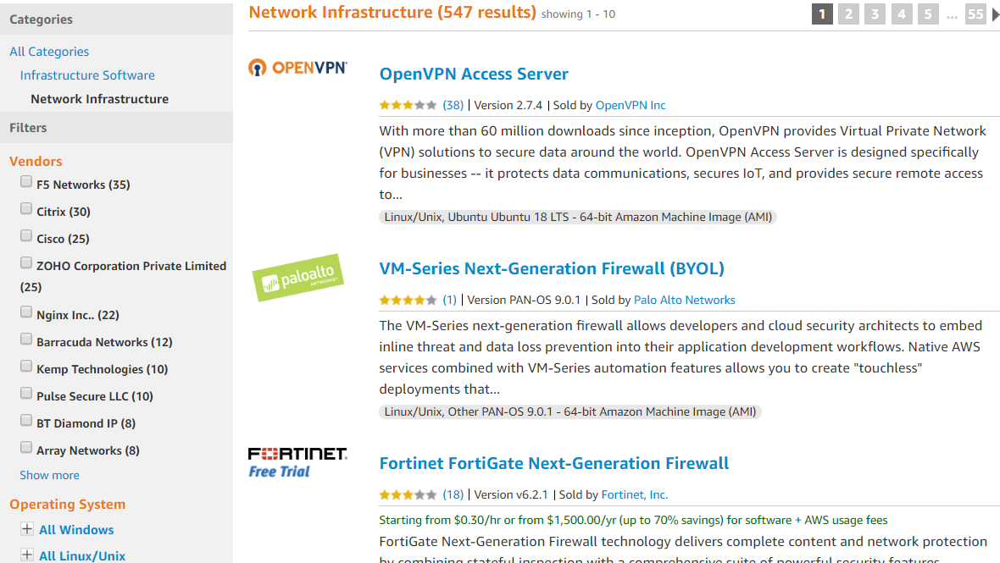 Categories
All Categories
Infrastructure Software
Network Infrastructure
Filters
Vendors
F5 Networks (35)
Citrix (30)
Cisco (25)
ZOHO Corporation Private Limited
(25)
Nginx Inc.. (22)
Barracuda Networks (12)
Kemp Technologies (10)
Pulse Secure LLC (10)
BT Diamond IP (8)
Array Networks (8)
Show more
Operating System
All Windows
All Linux/Unix
Network Infrastructure (547 results) showing 1 - 10
1 2 3 4 5 ... 55
OPENVPN
OpenVPN Access Server
(38) | Version 2.7.4 | Sold by OpenVPN Inc
With more than 60 million downloads since inception, OpenVPN provides Virtual Private Network
(VPN) solutions to secure data around the world. OpenVPN Access Server is designed specifically
for businesses -- it protects data communications, secures IoT, and provides secure remote access
to...
Linux/Unix, Ubuntu Ubuntu 18 LTS - 64-bit Amazon Machine Image (AMI)
paloalto
NETWORKS
VM-Series Next-Generation Firewall (BYOL)
(1) | Version PAN-OS 9.0.1 | Sold by Palo Alto Networks
The VM-Series next-generation firewall allows developers and cloud security architects to embed
inline threat and data loss prevention into their application development workflows. Native AWS
services combined with VM-Series automation features allows you to create "touchless"
deployments that...
Linux/Unix, Other PAN-OS 9.0.1 - 64-bit Amazon Machine Image (AMI)
FORTINET
Free Trial
Fortinet FortiGate Next-Generation Firewall
(18) | Version v6.2.1 | Sold by Fortinet, Inc.
Starting from $0.30/hr or from $1,500.00/yr (up to 70% savings) for software + AWS usage fees
FortiGate Next-Generation Firewall technology delivers complete content and network protection
by combining stateful inspection with a comprehensive suite of powerful security features.